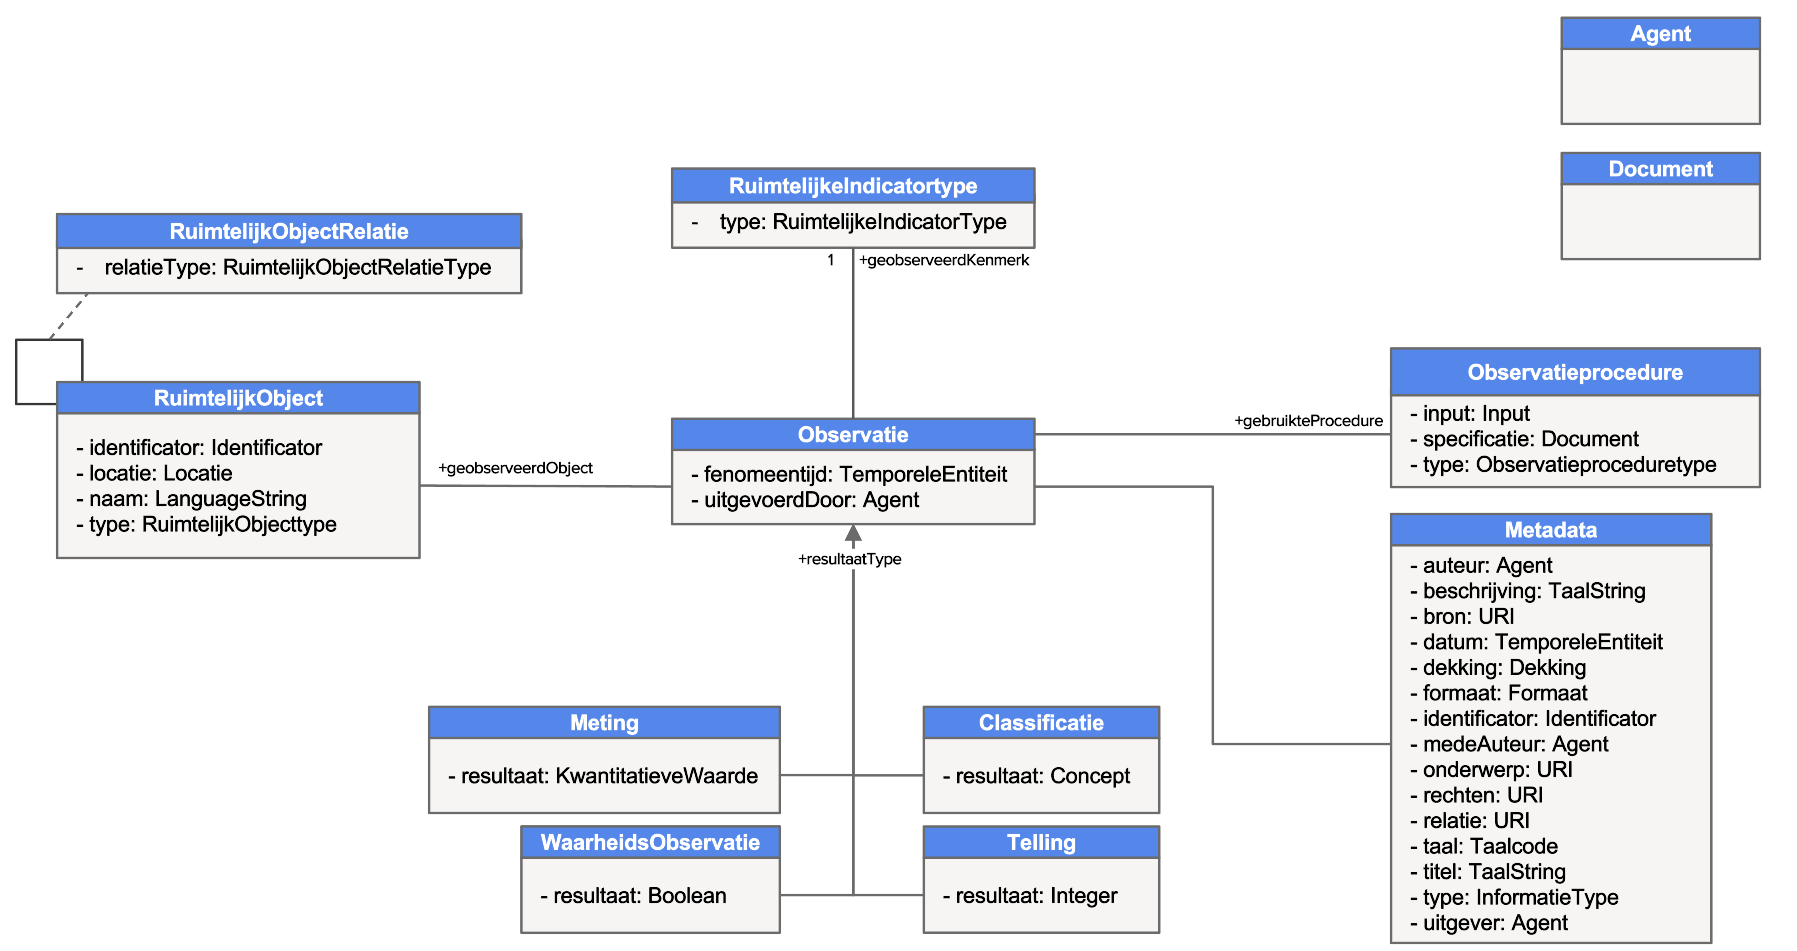 Agent
Document
RuimtelijkeIndicatortype
- type: RuimtelijkeIndicatorType
1
+geobserveerdKenmerk
RuimtelijkObjectRelatie
- relatieType: RuimtelijkObjectRelatieType
RuimtelijkObject
- identificator: Identificator
- locatie: Locatie
- naam: LanguageString
- type: RuimtelijkObjecttype
+geobserveerdObject
Observatie
- fenomeentijd: TemporeleEntiteit
- uitgevoerdDoor: Agent
+gebruikteProcedure
Observatieprocedure
- input: Input
- specificatie: Document
- type: Observatieproceduretype
+resultaatType
Metadata
- auteur: Agent
- beschrijving: TaalString
- bron: URI
- datum: TemporeleEntiteit
- dekking: Dekking
- formaat: Formaat
- identificator: Identificator
- medeAuteur: Agent
- onderwerp: URI
- rechten: URI
- relatie: URI
- taal: Taalcode
- titel: TaalString
- type: InformatieType
- uitgever: Agent
Meting
- resultaat: KwantitatieveWaarde
Classificatie
- resultaat: Concept
WaarheidsObservatie
- resultaat: Boolean
Telling
- resultaat: Integer